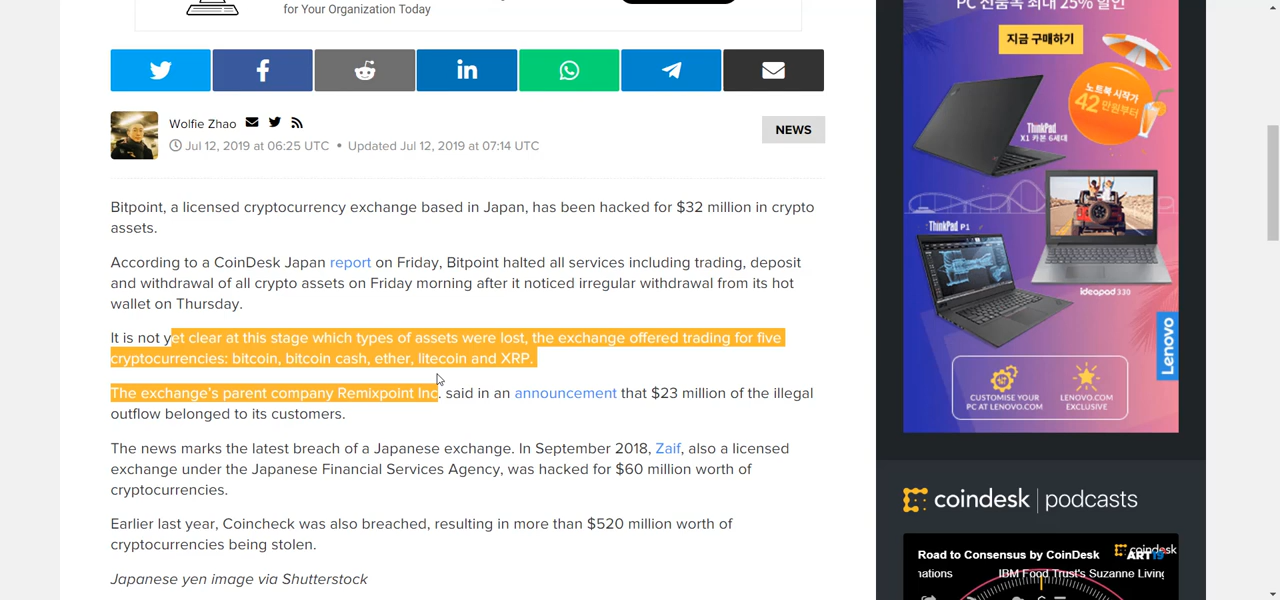 for Your Organization Today
Wolfie Zhao
Jul 12, 2019 at 06:25 UTC • Updated Jul 12, 2019 at 07:14 UTC
NEWS
Bitpoint, a licensed cryptocurrency exchange based in Japan, has been hacked for $32 million in crypto
assets.
According to a CoinDesk Japan report on Friday, Bitpoint halted all services including trading, deposit
and withdrawal of all crypto assets on Friday morning after it noticed irregular withdrawal from its hot
wallet on Thursday.
It is not yet clear at this stage which types of assets were lost, the exchange offered trading for five
cryptocurrencies: bitcoin, bitcoin cash, ether, litecoin and XRP.
The exchange's parent company Remixpoint Inc. said in an announcement that $23 million of the illegal
outflow belonged to its customers.
The news marks the latest breach of a Japanese exchange. In September 2018, Zaif, also a licensed
exchange under the Japanese Financial Services Agency, was hacked for $60 million worth of
cryptocurrencies.
Earlier last year, Coincheck was also breached, resulting in more than $520 million worth of
cryptocurrencies being stolen.
Japanese yen image via Shutterstock
PC 전품목 최대 25% 할인
지금 구매하기
노트북 시작가
42만원부터
ThinkPad
X1 카본 6세대
ThinkPad P1
ideapad 330
Lenovo
CUSTOMISE YOUR
PC AT LENOVO.COM
LENOVO.COM
EXCLUSIVE
coindesk | podcasts
Road to Consensus by CoinDesk
coindesk
ART19
nations
IBM Food Trust's Suzanne Living